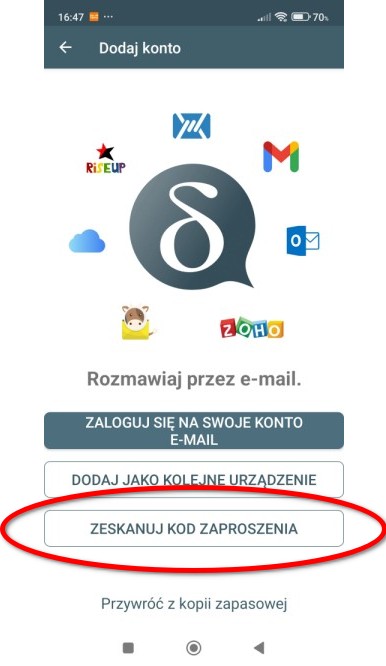 16:47 ... 70%
Dodaj konto
RiSEUP
ZOHO
Rozmawiaj przez e-mail.
ZALOGUJ SIĘ NA SWOJE KONTO
E-MAIL
DODAJ JAKO KOLEJNE URZĄDZENIE
ZESKANUJ KOD ZAPROSZENIA
Przywróć z kopii zapasowej